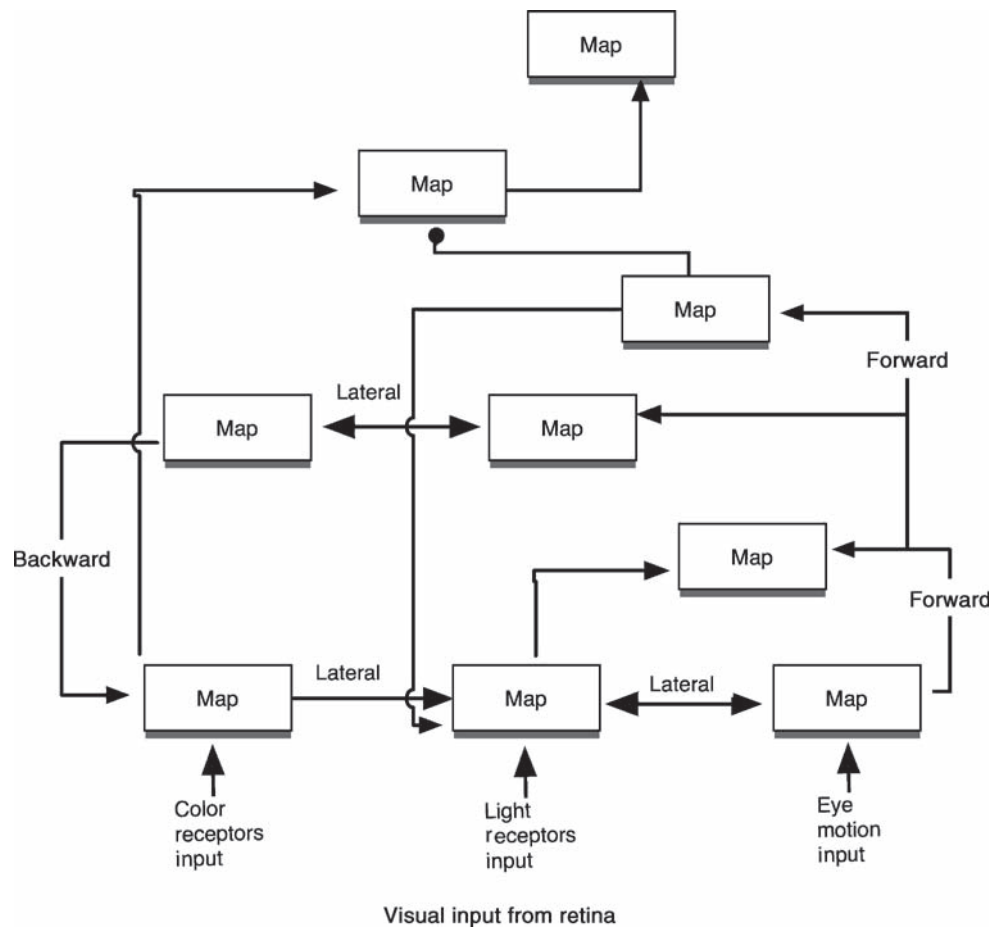 Map
Map
Map
Forward
Lateral
Map
Map
Backward
Map
Forward
Lateral
Lateral
Map
Map
Map
Color
receptors
input
Light
receptors
input
Eye
motion
input
Visual input from retina